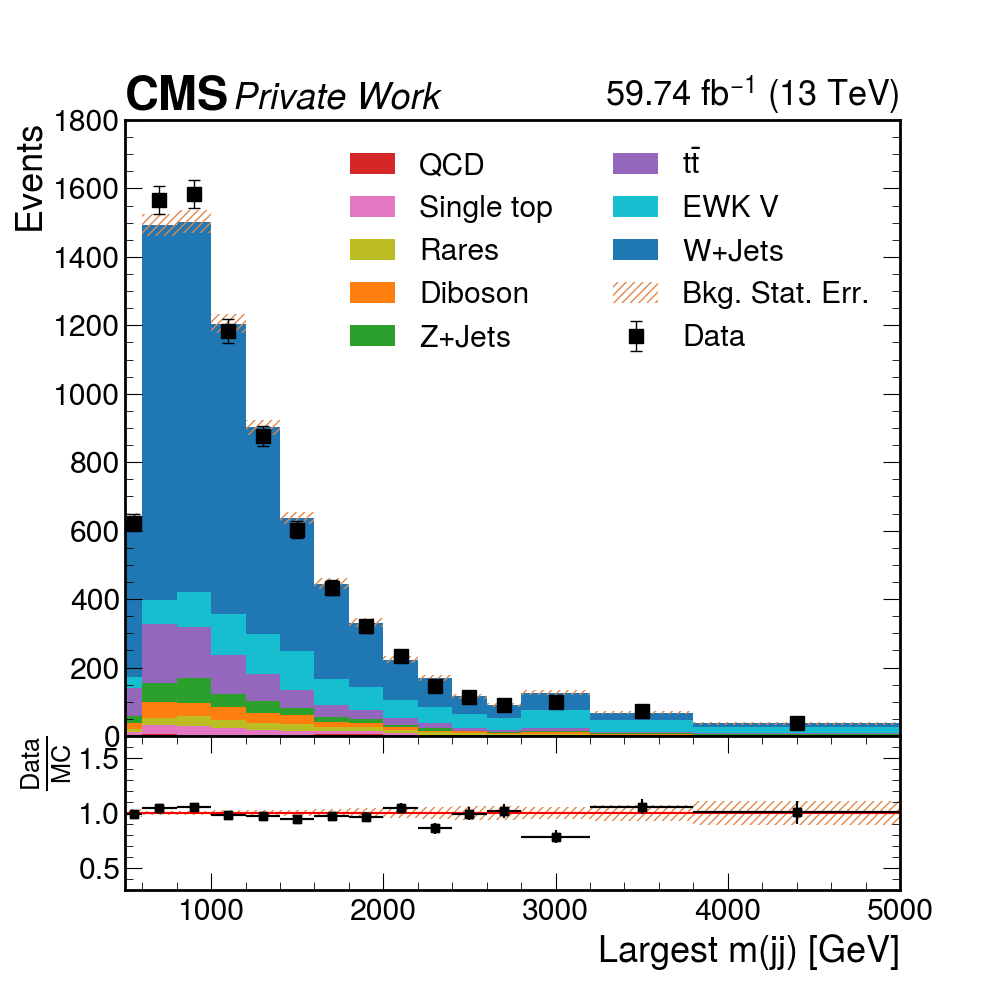 CMS Private Work 59.74 fb⁻¹ (13 TeV)
Events
1800
1600
1400
1200
1000
800
600
400
200
0
QCD
Single top
Rares
Diboson
Z+Jets
tt̄
EWK V
W+Jets
Bkg. Stat. Err.
Data
Data
MC
1.5
1.0
0.5
1000 2000 3000 4000 5000
Largest m(jj) [GeV]